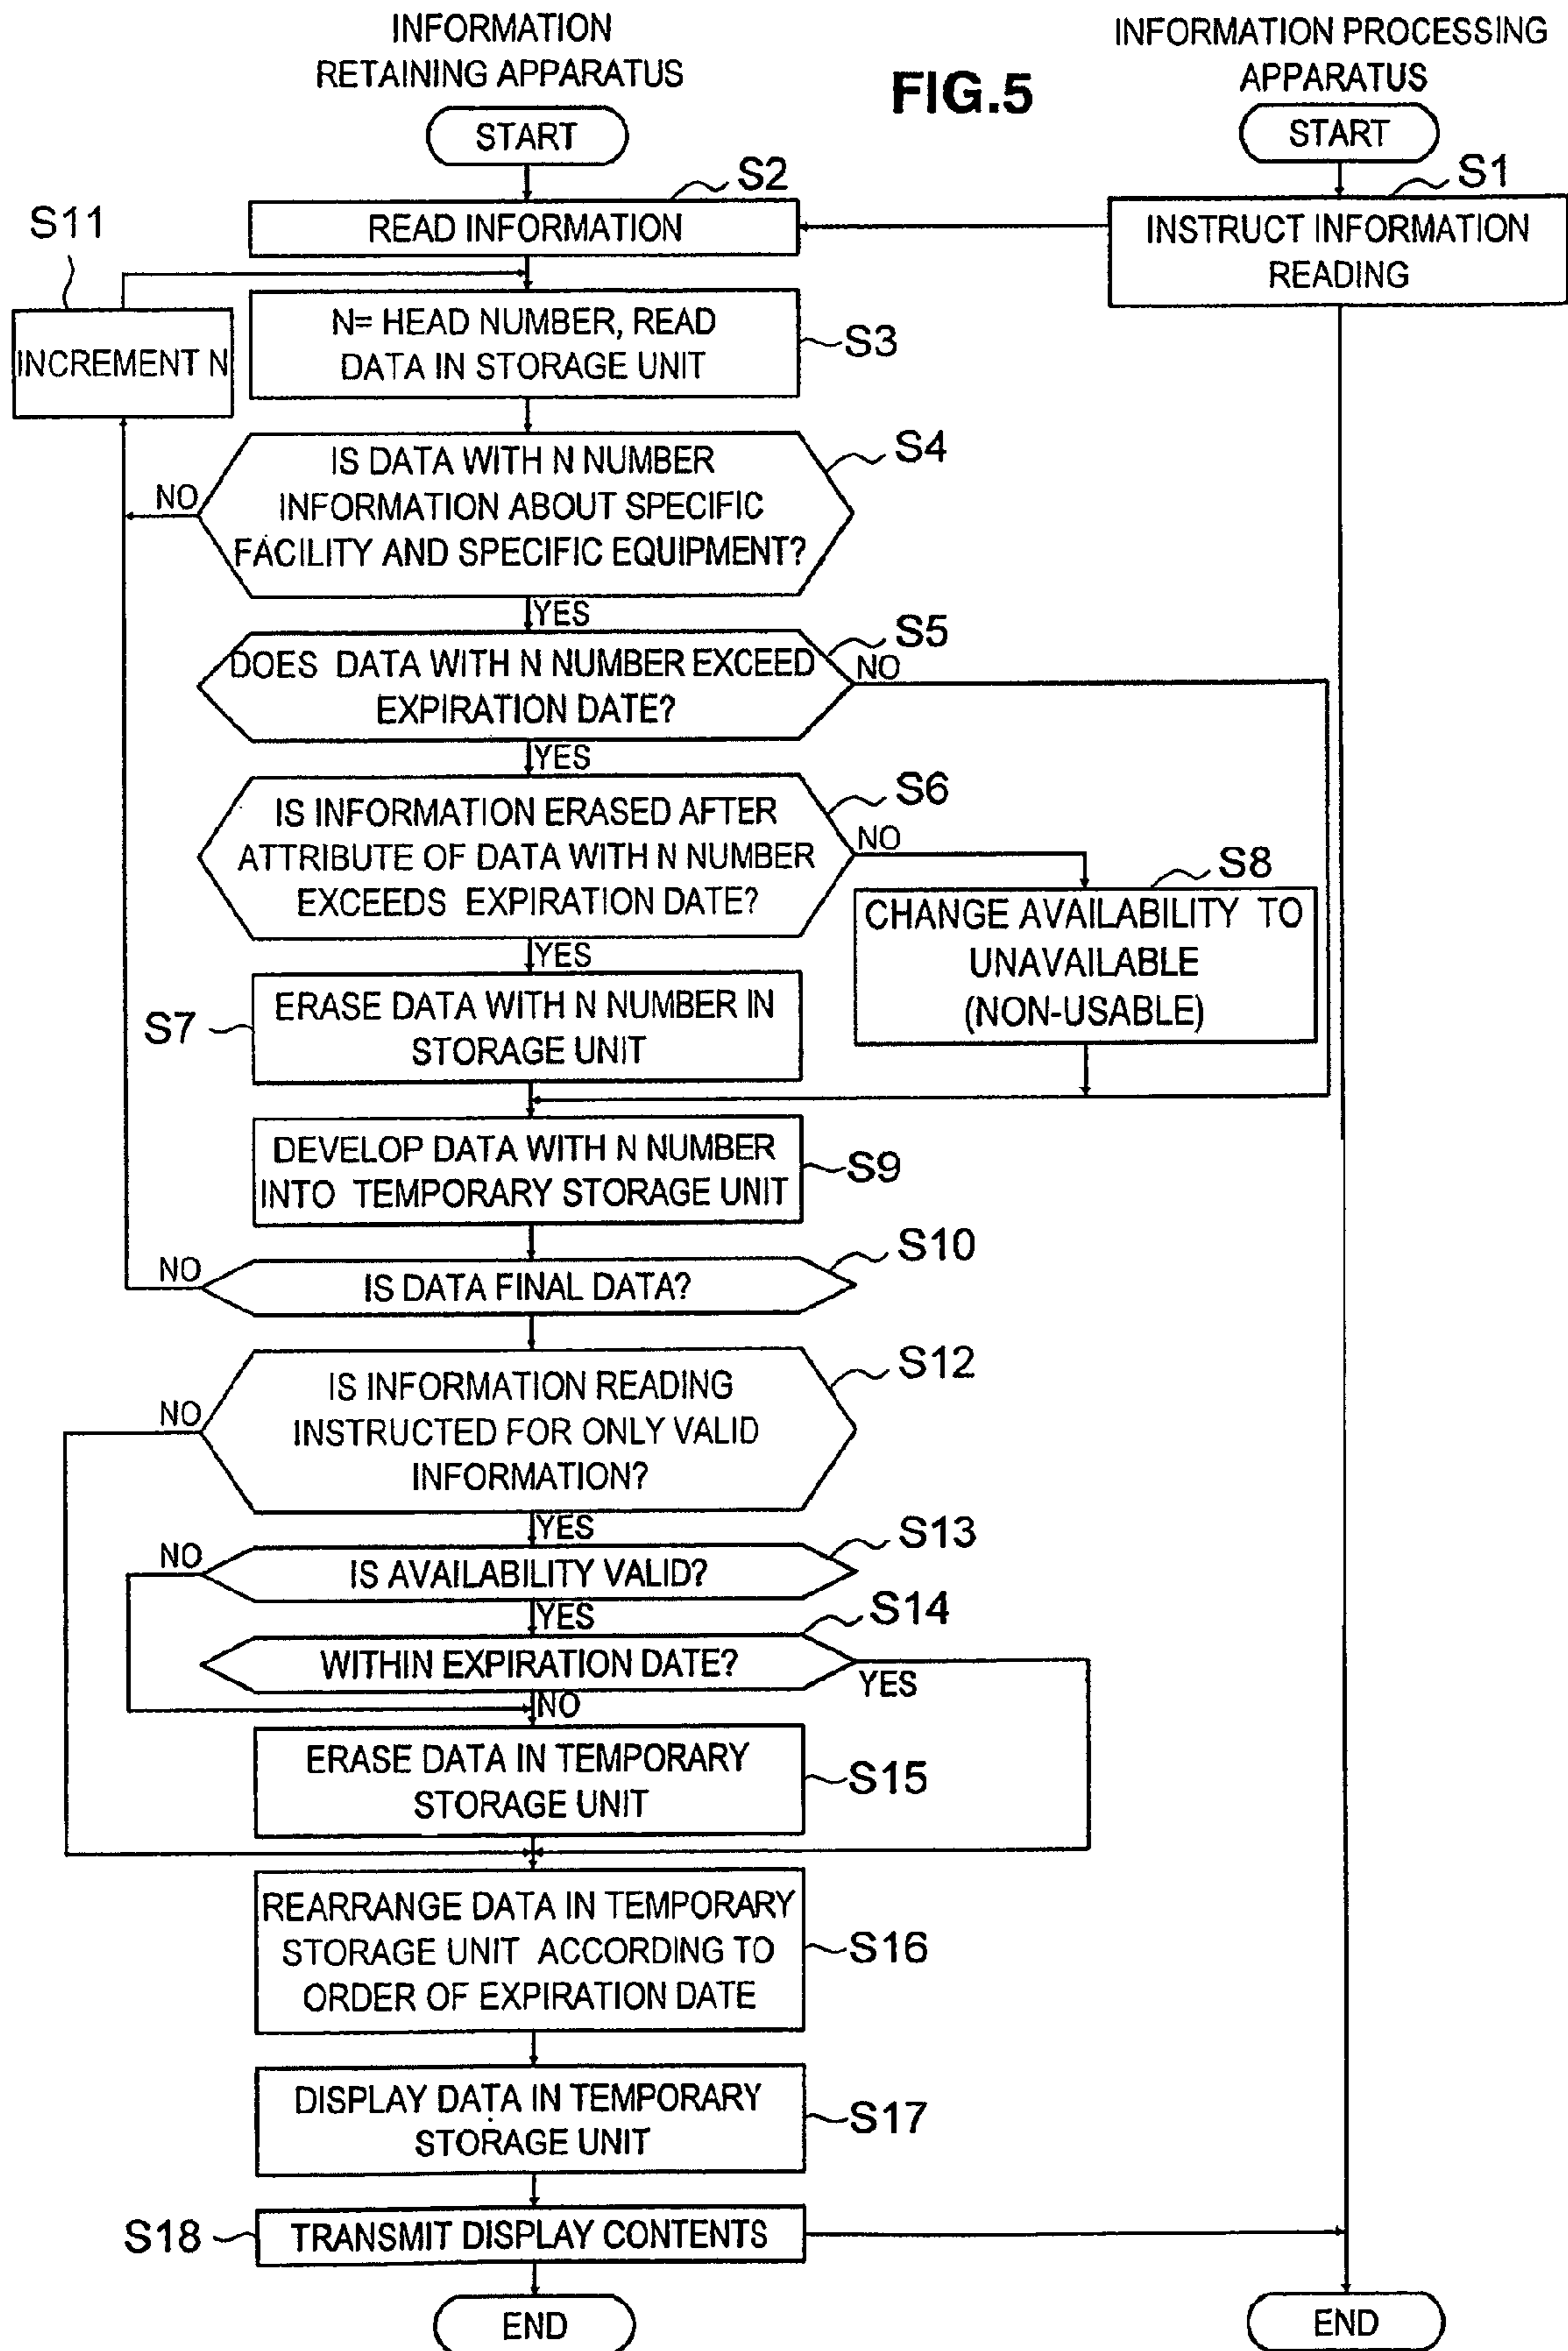 INFORMATION
RETAINING APPARATUS
INFORMATION PROCESSING
APPARATUS
FIG.5
START
START
S2
S1
READ INFORMATION
INSTRUCT INFORMATION
READING
S11
INCREMENT N
N= HEAD NUMBER, READ
DATA IN STORAGE UNIT
S3
IS DATA WITH N NUMBER
INFORMATION ABOUT SPECIFIC
FACILITY AND SPECIFIC EQUIPMENT?
S4
NO
YES
DOES DATA WITH N NUMBER EXCEED
EXPIRATION DATE?
S5
NO
YES
IS INFORMATION ERASED AFTER
ATTRIBUTE OF DATA WITH N NUMBER
EXCEEDS EXPIRATION DATE?
S6
NO
S8
CHANGE AVAILABILITY TO
UNAVAILABLE
(NON-USABLE)
YES
S7
ERASE DATA WITH N NUMBER IN
STORAGE UNIT
DEVELOP DATA WITH N NUMBER
INTO TEMPORARY STORAGE UNIT
S9
S10
NO
IS DATA FINAL DATA?
S12
IS INFORMATION READING
INSTRUCTED FOR ONLY VALID
INFORMATION?
NO
YES
S13
NO
IS AVAILABILITY VALID?
YES
S14
WITHIN EXPIRATION DATE?
YES
NO
ERASE DATA IN TEMPORARY
STORAGE UNIT
S15
REARRANGE DATA IN TEMPORARY
STORAGE UNIT ACCORDING TO
ORDER OF EXPIRATION DATE
S16
DISPLAY DATA IN TEMPORARY
STORAGE UNIT
S17
S18
TRANSMIT DISPLAY CONTENTS
END
END